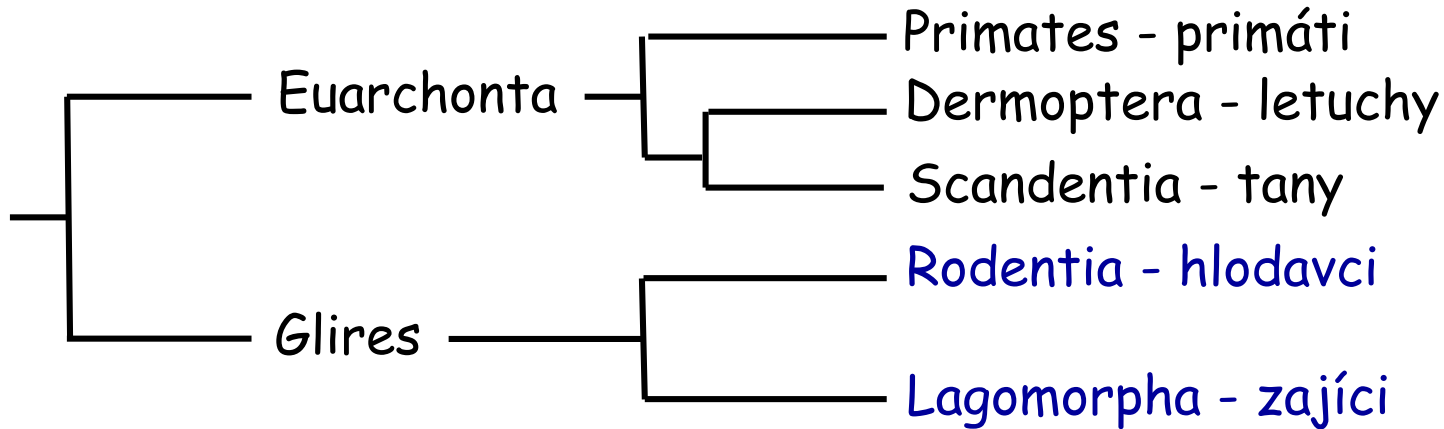 Primates - primáti
Euarchonta
Dermoptera - letuchy
Scandentia - tany
Rodentia - hlodavci
Glires
Lagomorpha - zajíci